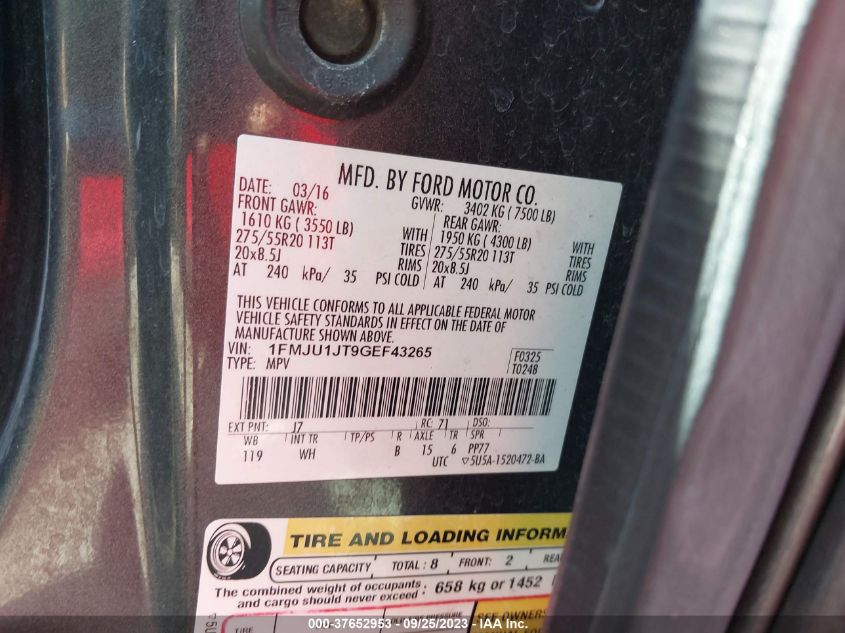 MFD. BY FORD MOTOR CO.
DATE: 03/16 GVWR: 3402 KG ( 7500 LB)
FRONT GAWR: REAR GAWR:
1610 KG ( 3550 LB) WITH 1950 KG ( 4300 LB) WITH
275/55R20 113T TIRES 275/55R20 113T TIRES
20x8.5J RIMS 20x8.5J RIMS
AT 240 kPa/ 35 PSI COLD AT 240 kPa/ 35 PSI COLD
THIS VEHICLE CONFORMS TO ALL APPLICABLE FEDERAL MOTOR
VEHICLE SAFETY STANDARDS IN EFFECT ON THE DATE OF
MANUFACTURE SHOWN ABOVE.
VIN: 1FMJU1JT9GEF43265 F0325
TYPE: MPV T0248
EXT PNT: J7 RC: 71 DSO:
WB INT TR TP/PS R AXLE TR SPR
119 WH B 15 6 PP77
UTC ▽5U5A-1520472-BA
TIRE AND LOADING INFORM
SEATING CAPACITY TOTAL : 8 FRONT: 2 REA
The combined weight of occupants and cargo should never exceed : 658 kg or 1452
SEE OWNERS
TIRE
000-37652953 - 09/25/2023 - IAA Inc.